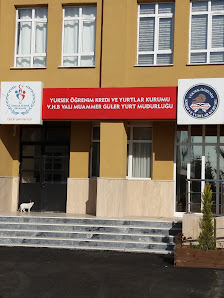 YÜKSEK ÖĞRENİM KREDİ VE YURTLAR KURUMU
V.H.B VALİ MUAMMER GÜLER YURT MÜDÜRLÜĞÜ